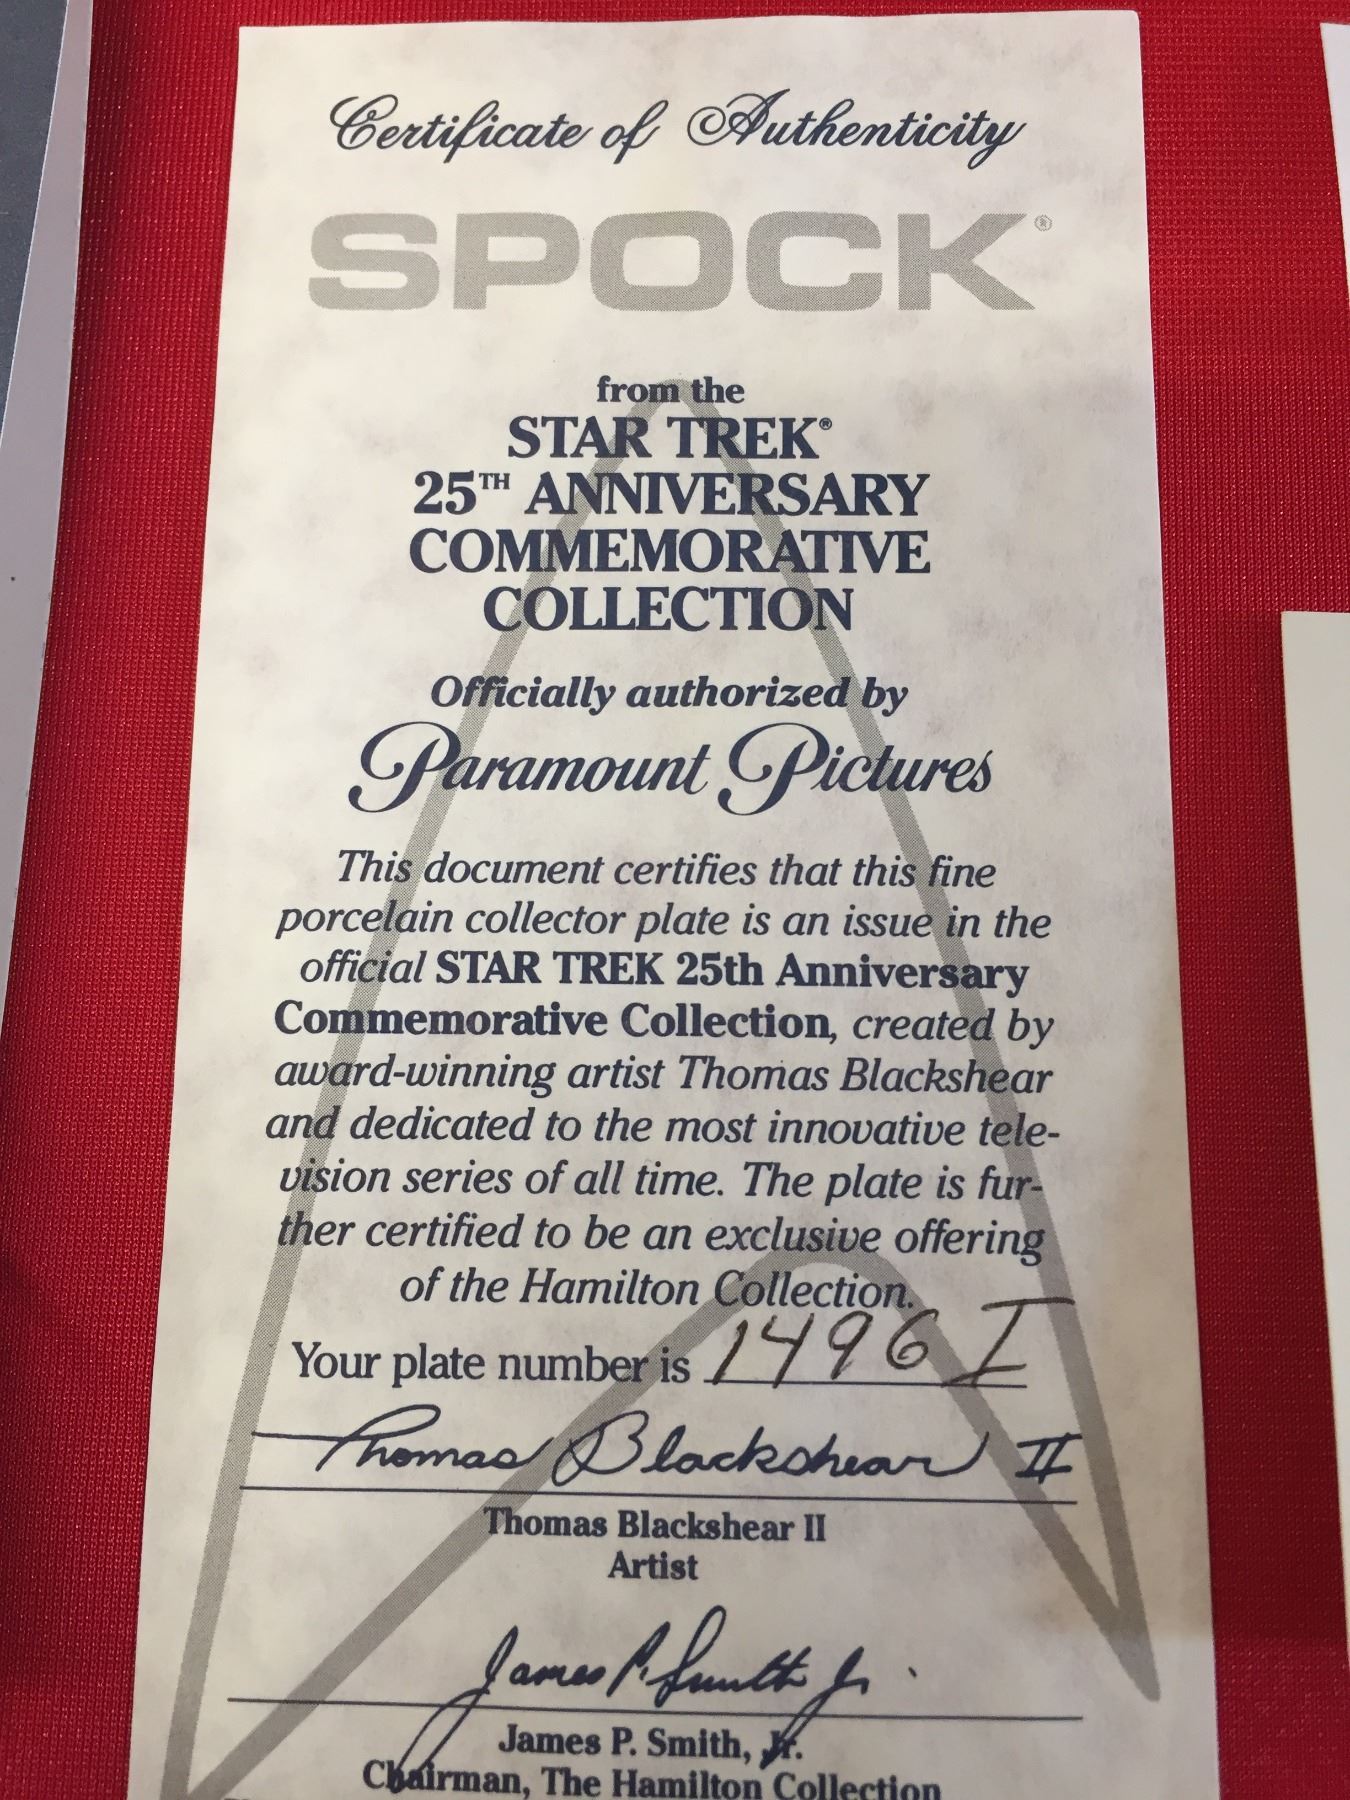 Certificate of Authenticity
SPOCK®
from the
STAR TREK®
25TH ANNIVERSARY
COMMEMORATIVE
COLLECTION
Officially authorized by
Paramount Pictures
This document certifies that this fine
porcelain collector plate is an issue in the
official STAR TREK 25th Anniversary
Commemorative Collection, created by
award-winning artist Thomas Blackshear
and dedicated to the most innovative tele-
vision series of all time. The plate is fur-
ther certified to be an exclusive offering
of the Hamilton Collection.
Your plate number is 1496 I
Thomas Blackshear II
Thomas Blackshear II
Artist
James P. Smith Jr.
James P. Smith, Jr.
Chairman, The Hamilton Collection